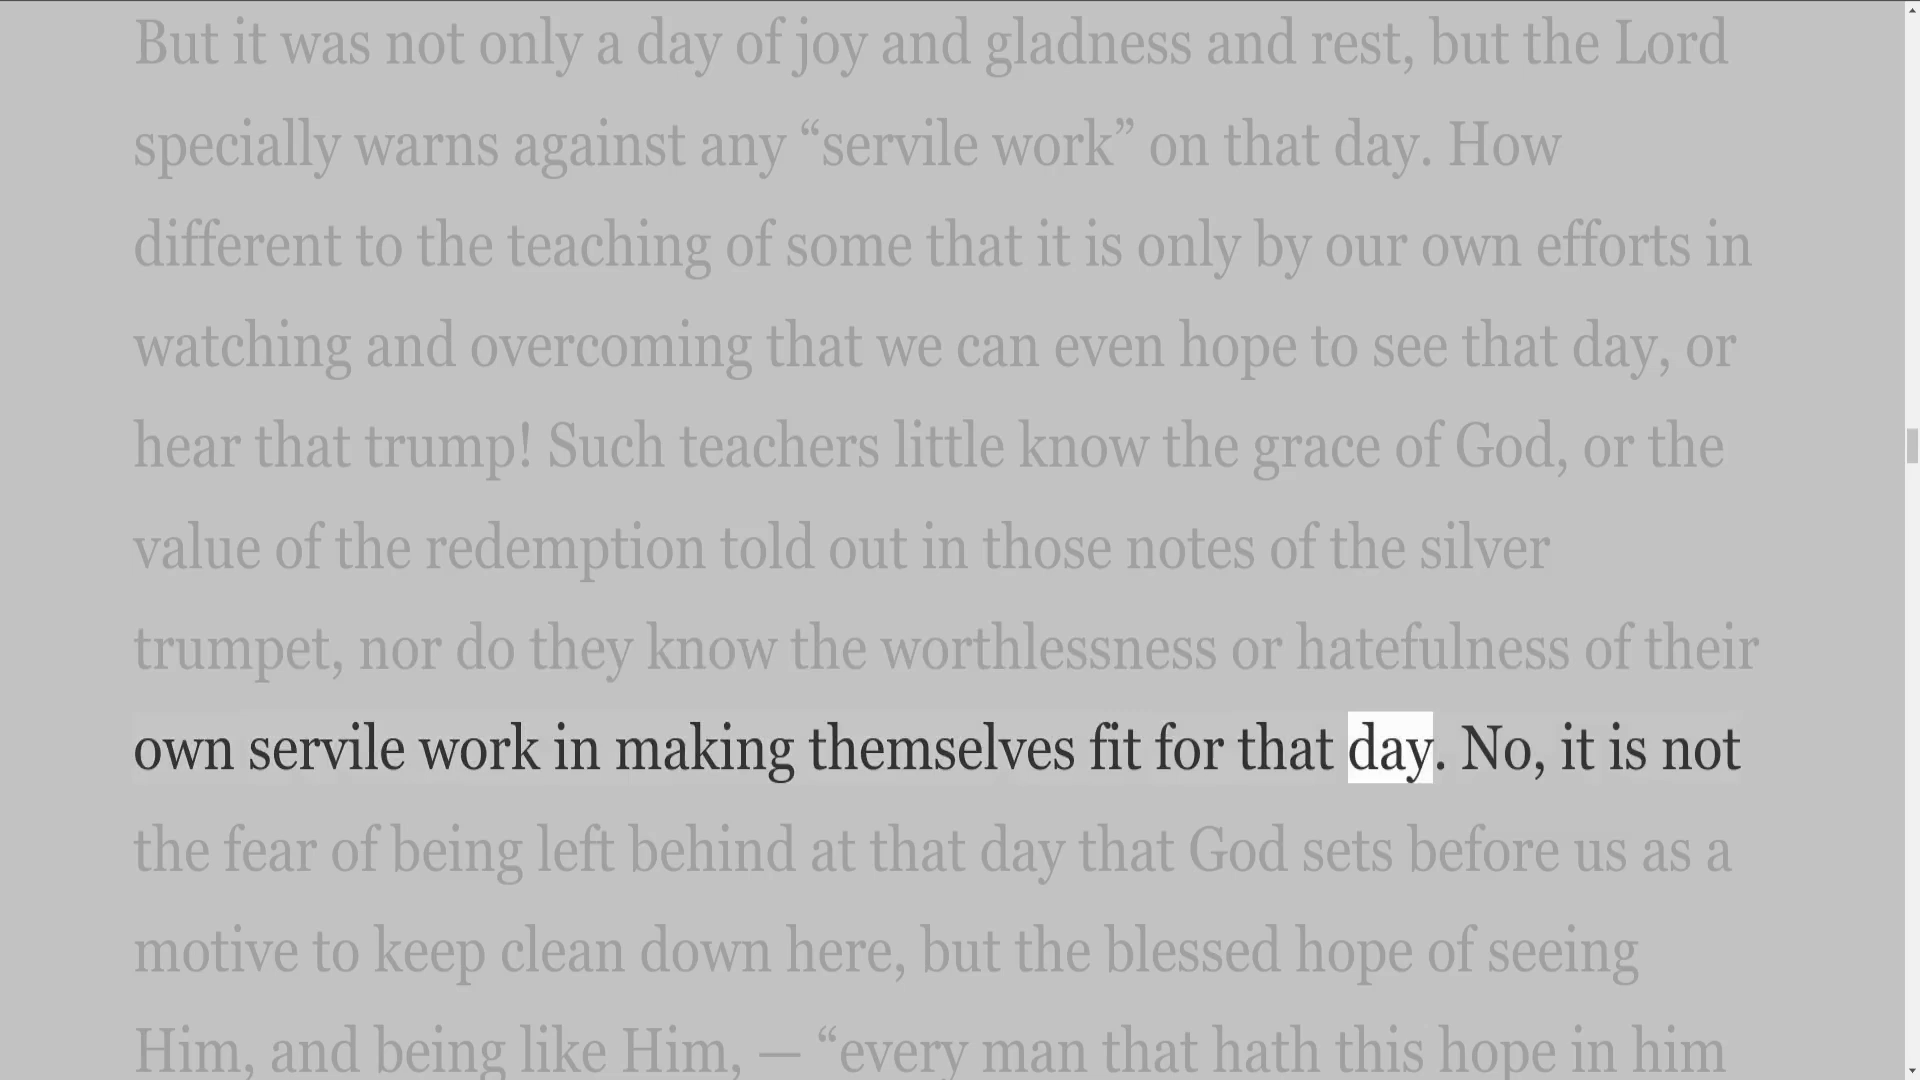 But it was not only a day of joy and gladness and rest, but the Lord
specially warns against any “servile work” on that day. How
different to the teaching of some that it is only by our own efforts in
watching and overcoming that we can even hope to see that day, or
hear that trump! Such teachers little know the grace of God, or the
value of the redemption told out in those notes of the silver
trumpet, nor do they know the worthlessness or hatefulness of their
own servile work in making themselves fit for that day. No, it is not
the fear of being left behind at that day that God sets before us as a
motive to keep clean down here, but the blessed hope of seeing
Him, and being like Him, — “every man that hath this hope in him